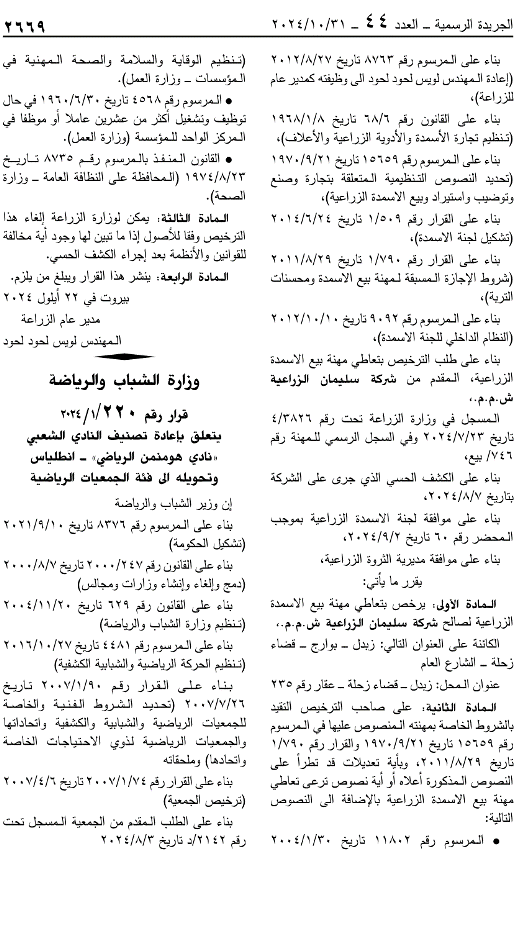 الجريدة الرسمية ـ العدد ٤٤ ـ ٢٠٢٤/١٠/٣١
٢٦٦٩
بناء على المرسوم رقم ٨٧٦٣ تاريخ ٢٠١٢/٨/٢٧
(إعادة المهندس لويس لحود لحود الى وظيفته كمدير عام
للزراعة)،
بناء على القانون رقم ٦٨/٦ تاريخ ١٩٦٨/١/٨
(تنظيم تجارة الأسمدة والأدوية الزراعية والأعلاف)،
بناء على المرسوم رقم ١٥٦٥٩ تاريخ ١٩٧٠/٩/٢١
(تحديد النصوص التنظيمية المتعلقة بتجارة وصنع
وتوضيب واستيراد وبيع الاسمدة الزراعية)،
بناء على القرار رقم ١/٥٠٩ تاريخ ٢٠١٤/٦/٢٤
(تشكيل لجنة الاسمدة)،
بناء على القرار رقم ١/٧٩٠ تاريخ ٢٠١١/٨/٢٩
(شروط الإجازة المسبقة لمهنة بيع الاسمدة ومحسنات
التربة)،
بناء على المرسوم رقم ٩٠٩٢ تاريخ ٢٠١٢/١٠/١٠
(النظام الداخلي للجنة الاسمدة)،
بناء على طلب الترخيص بتعاطي مهنة بيع الاسمدة
الزراعية، المقدم من شركة سليمان الزراعية
ش.م.م.،
المسجل في وزارة الزراعة تحت رقم ٤/٣٨٢٦
تاريخ ٢٠٢٤/٧/٢٣ وفي السجل الرسمي للمهنة رقم
٧٤٦/ بيع،
بناء على الكشف الحسي الذي جرى على الشركة
بتاريخ ٢٠٢٤/٨/٧،
بناء على موافقة لجنة الاسمدة الزراعية بموجب
المحضر رقم ٦٠ تاريخ ٢٠٢٤/٩/٢،
بناء على موافقة مديرية الثروة الزراعية،
يقرر ما يأتي:
المادة الأولى: يرخص بتعاطي مهنة بيع الاسمدة
الزراعية لصالح شركة سليمان الزراعية ش.م.م.،
الكائنة على العنوان التالي: زبدل ـ بوارج ـ قضاء
زحلة ـ الشارع العام
عنوان المحل: زبدل ـ قضاء زحلة ـ عقار رقم ٢٣٥
المادة الثانية: على صاحب الترخيص التقيد
بالشروط الخاصة بمهنته المنصوص عليها في المرسوم
رقم ١٥٦٥٩ تاريخ ١٩٧٠/٩/٢١ والقرار رقم ١/٧٩٠
تاريخ ٢٠١١/٨/٢٩، وبأية تعديلات قد تطرأ على
النصوص المذكورة أعلاه أو أية نصوص ترعى تعاطي
مهنة بيع الاسمدة الزراعية بالإضافة الى النصوص
التالية:
● المرسوم رقم ١١٨٠٢ تاريخ ٢٠٠٤/١/٣٠
(تنظيم الوقاية والسلامة والصحة المهنية في
المؤسسات ـ وزارة العمل).
● المرسوم رقم ٤٥٦٨ تاريخ ١٩٦٠/٦/٣٠ في حال
توظيف وتشغيل أكثر من عشرين عاملا أو موظفا في
المركز الواحد للمؤسسة (وزارة العمل).
● القانون المنفذ بالمرسوم رقم ٨٧٣٥ تاريخ
١٩٧٤/٨/٢٣ (المحافظة على النظافة العامة ـ وزارة
الصحة).
المادة الثالثة: يمكن لوزارة الزراعة إلغاء هذا
الترخيص وفقا للأصول إذا ما تبين لها وجود أية مخالفة
للقوانين والأنظمة بعد إجراء الكشف الحسي.
المادة الرابعة: ينشر هذا القرار ويبلغ من يلزم.
بيروت في ٢٢ أيلول ٢٠٢٤
مدير عام الزراعة
المهندس لويس لحود لحود
وزارة الشباب والرياضة
قرار رقم ٢٠٢٤/١/٢٢٠
يتعلق بإعادة تصنيف النادي الشعبي
«نادي هومنمن الرياضي» ـ انطلياس
وتحويله الى فئة الجمعيات الرياضية
إن وزير الشباب والرياضة
بناء على المرسوم رقم ٨٣٧٦ تاريخ ٢٠٢١/٩/١٠
(تشكيل الحكومة)
بناء على القانون رقم ٢٠٠٠/٢٤٧ تاريخ ٢٠٠٠/٨/٧
(دمج وإلغاء وإنشاء وزارات ومجالس)
بناء على القانون رقم ٦٢٩ تاريخ ٢٠٠٤/١١/٢٠
(تنظيم وزارة الشباب والرياضة)
بناء على المرسوم رقم ٤٤٨١ تاريخ ٢٠١٦/١٠/٢٧
(تنظيم الحركة الرياضية والشبابية الكشفية)
بناء على القرار رقم ٢٠٠٧/١/٩٠ تاريخ
٢٠٠٧/٧/٢٦ (تحديد الشروط الفنية والخاصة
للجمعيات الرياضية والشبابية والكشفية واتحاداتها
والجمعيات الرياضية لذوي الاحتياجات الخاصة
واتحادها) وملحقاته
بناء على القرار رقم ٢٠٠٧/١/٧٤ تاريخ ٢٠٠٧/٤/٦
(ترخيص الجمعية)
بناء على الطلب المقدم من الجمعية المسجل تحت
رقم ٢١٤٢/د تاريخ ٢٠٢٤/٨/٣